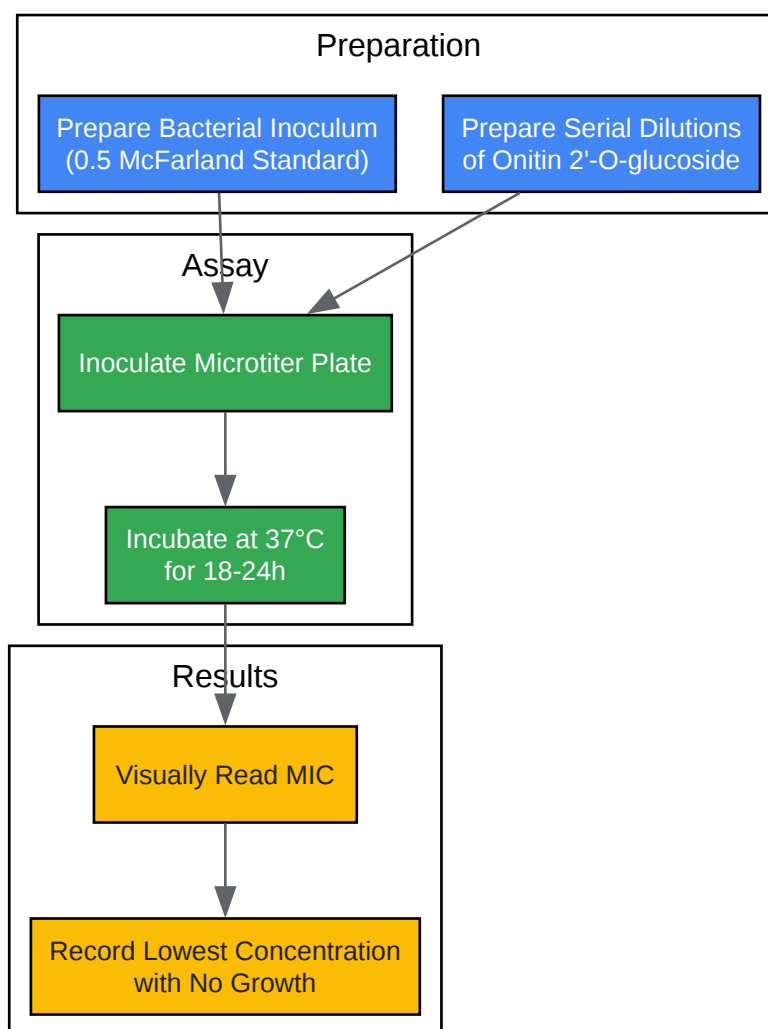 Preparation
Prepare Bacterial Inoculum
(0.5 McFarland Standard)
Prepare Serial Dilutions
of Onitin 2'-O-glucoside
Assay
Inoculate Microtiter Plate
Incubate at 37°C
for 18-24h
Results
Visually Read MIC
Record Lowest Concentration
with No Growth